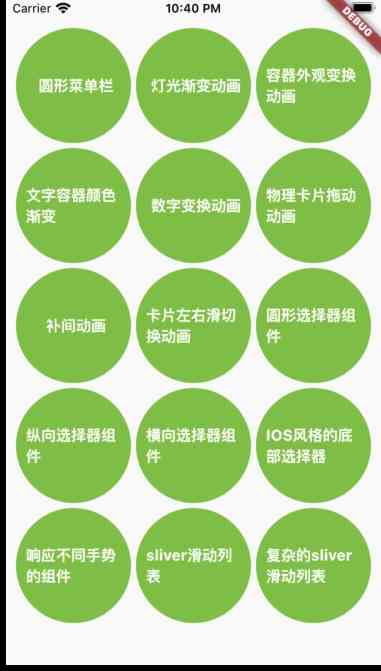 Carrier 10:40 PM
DEBUG
圆形菜单栏
灯光渐变动画
容器外观变换
动画
文字容器颜色
渐变
数字变换动画
物理卡片拖动
动画
补间动画
卡片左右滑切
换动画
圆形选择器组
件
纵向选择器组
件
横向选择器组
件
IOS风格的底
部选择器
响应不同手势
的组件
sliver滑动列
表
复杂的sliver
滑动列表